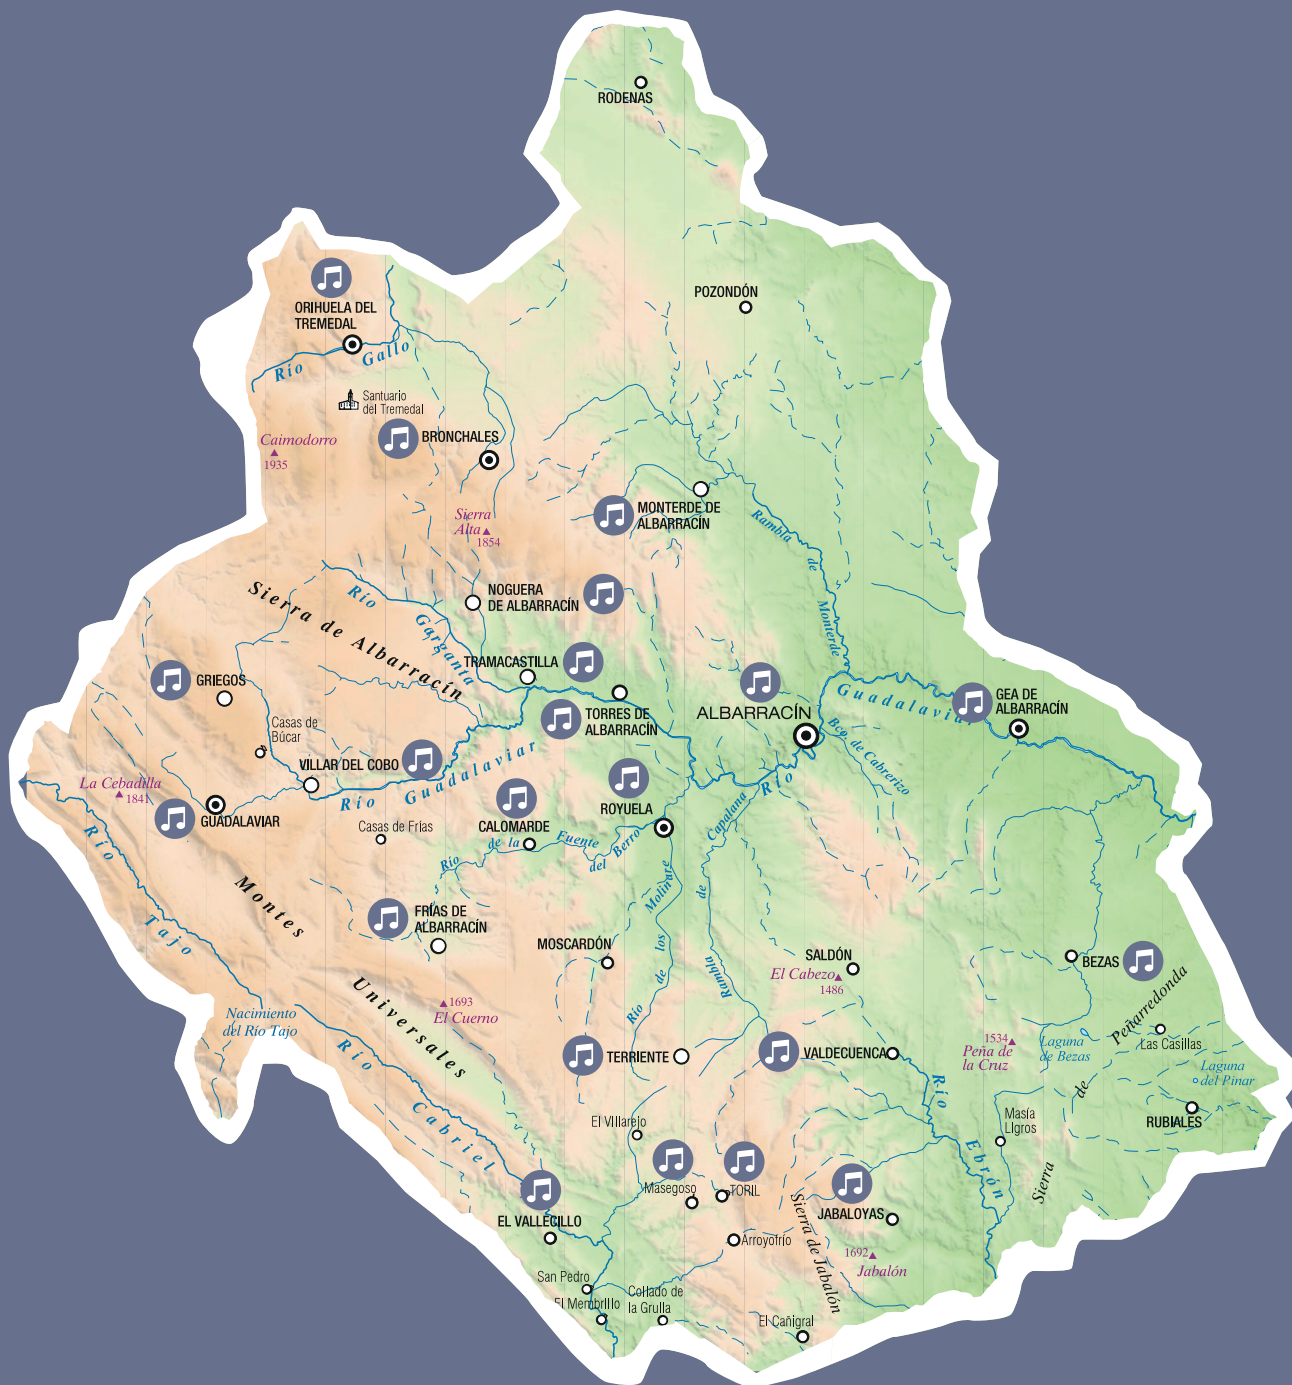 RODENAS
POZONDÓN
ORIHUELA DEL
TREMEDAL
Río Gallo
Santuario
del Tremedal
BRONCHALES
Caimodorro
1935
Sierra
Alta
1854
MONTERDE DE
ALBARRACÍN
Rambla de Monterde
NOGUERA
DE ALBARRACÍN
Río Garganta
Sierra de Albarracín
TRAMACASTILLA
GRIEGOS
TORRES DE
ALBARRACÍN
ALBARRACÍN
Guadalaviar
GEA DE
ALBARRACÍN
Bco. de Cabrerizo
Casas de
Búcar
VILLAR DEL COBO
Río Guadalaviar
La Cebadilla
1841
GUADALAVIAR
ROYUELA
Río
Capalana
CALOMARDE
Casas de Frías
Río de la Fuente del Berro
Molinare
Río Tajo
Montes
Universales
FRÍAS DE
ALBARRACÍN
MOSCARDÓN
Río de los
Rambla de
SALDÓN
El Cabezo
1486
BEZAS
Peñarredonda
1693
El Cuerno
Nacimiento
del Río Tajo
Río Cabriel
TERRIENTE
VALDECUENCA
1534
Peña de
la Cruz
Laguna
de Bezas
Las Casillas
Laguna
del Pinar
RUBIALES
Río Ebrón
Masía
Ligros
Sierra de
El Villarejo
Masegoso
TORIL
EL VALLECILLO
JABALOYAS
Sierra de Jabalón
Arroyofrío
1692
Jabalón
San Pedro
El Membrillo
Collado de
la Grulla
El Cañigral